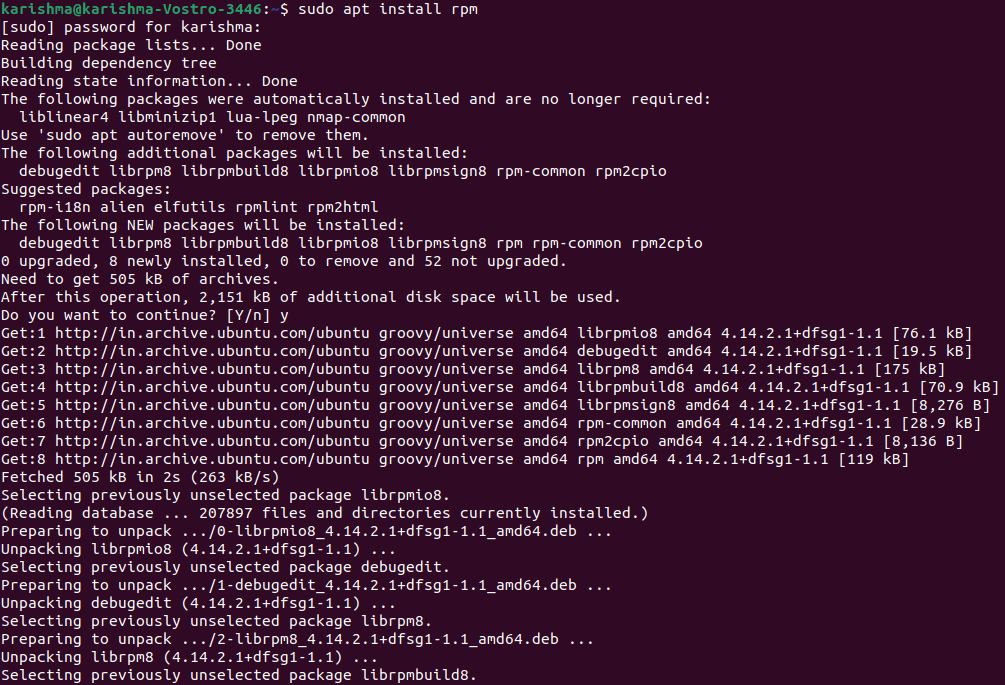 karishma@karishma-Vostro-3446:~$ sudo apt install rpm
[sudo] password for karishma:
Reading package lists... Done
Building dependency tree
Reading state information... Done
The following packages were automatically installed and are no longer required:
  liblinear4 libminizip1 lua-lpeg nmap-common
Use 'sudo apt autoremove' to remove them.
The following additional packages will be installed:
  debugedit librpm8 librpmbuild8 librpmio8 librpmsign8 rpm-common rpm2cpio
Suggested packages:
  rpm-i18n alien elfutils rpmlint rpm2html
The following NEW packages will be installed:
  debugedit librpm8 librpmbuild8 librpmio8 librpmsign8 rpm rpm-common rpm2cpio
0 upgraded, 8 newly installed, 0 to remove and 52 not upgraded.
Need to get 505 kB of archives.
After this operation, 2,151 kB of additional disk space will be used.
Do you want to continue? [Y/n] y
Get:1 http://in.archive.ubuntu.com/ubuntu groovy/universe amd64 librpmio8 amd64 4.14.2.1+dfsg1-1.1 [76.1 kB]
Get:2 http://in.archive.ubuntu.com/ubuntu groovy/universe amd64 debugedit amd64 4.14.2.1+dfsg1-1.1 [19.5 kB]
Get:3 http://in.archive.ubuntu.com/ubuntu groovy/universe amd64 librpm8 amd64 4.14.2.1+dfsg1-1.1 [175 kB]
Get:4 http://in.archive.ubuntu.com/ubuntu groovy/universe amd64 librpmbuild8 amd64 4.14.2.1+dfsg1-1.1 [70.9 kB]
Get:5 http://in.archive.ubuntu.com/ubuntu groovy/universe amd64 librpmsign8 amd64 4.14.2.1+dfsg1-1.1 [8,276 B]
Get:6 http://in.archive.ubuntu.com/ubuntu groovy/universe amd64 rpm-common amd64 4.14.2.1+dfsg1-1.1 [28.9 kB]
Get:7 http://in.archive.ubuntu.com/ubuntu groovy/universe amd64 rpm2cpio amd64 4.14.2.1+dfsg1-1.1 [8,136 B]
Get:8 http://in.archive.ubuntu.com/ubuntu groovy/universe amd64 rpm amd64 4.14.2.1+dfsg1-1.1 [119 kB]
Fetched 505 kB in 2s (263 kB/s)
Selecting previously unselected package librpmio8.
(Reading database ... 207897 files and directories currently installed.)
Preparing to unpack .../0-librpmio8_4.14.2.1+dfsg1-1.1_amd64.deb ...
Unpacking librpmio8 (4.14.2.1+dfsg1-1.1) ...
Selecting previously unselected package debugedit.
Preparing to unpack .../1-debugedit_4.14.2.1+dfsg1-1.1_amd64.deb ...
Unpacking debugedit (4.14.2.1+dfsg1-1.1) ...
Selecting previously unselected package librpm8.
Preparing to unpack .../2-librpm8_4.14.2.1+dfsg1-1.1_amd64.deb ...
Unpacking librpm8 (4.14.2.1+dfsg1-1.1) ...
Selecting previously unselected package librpmbuild8.